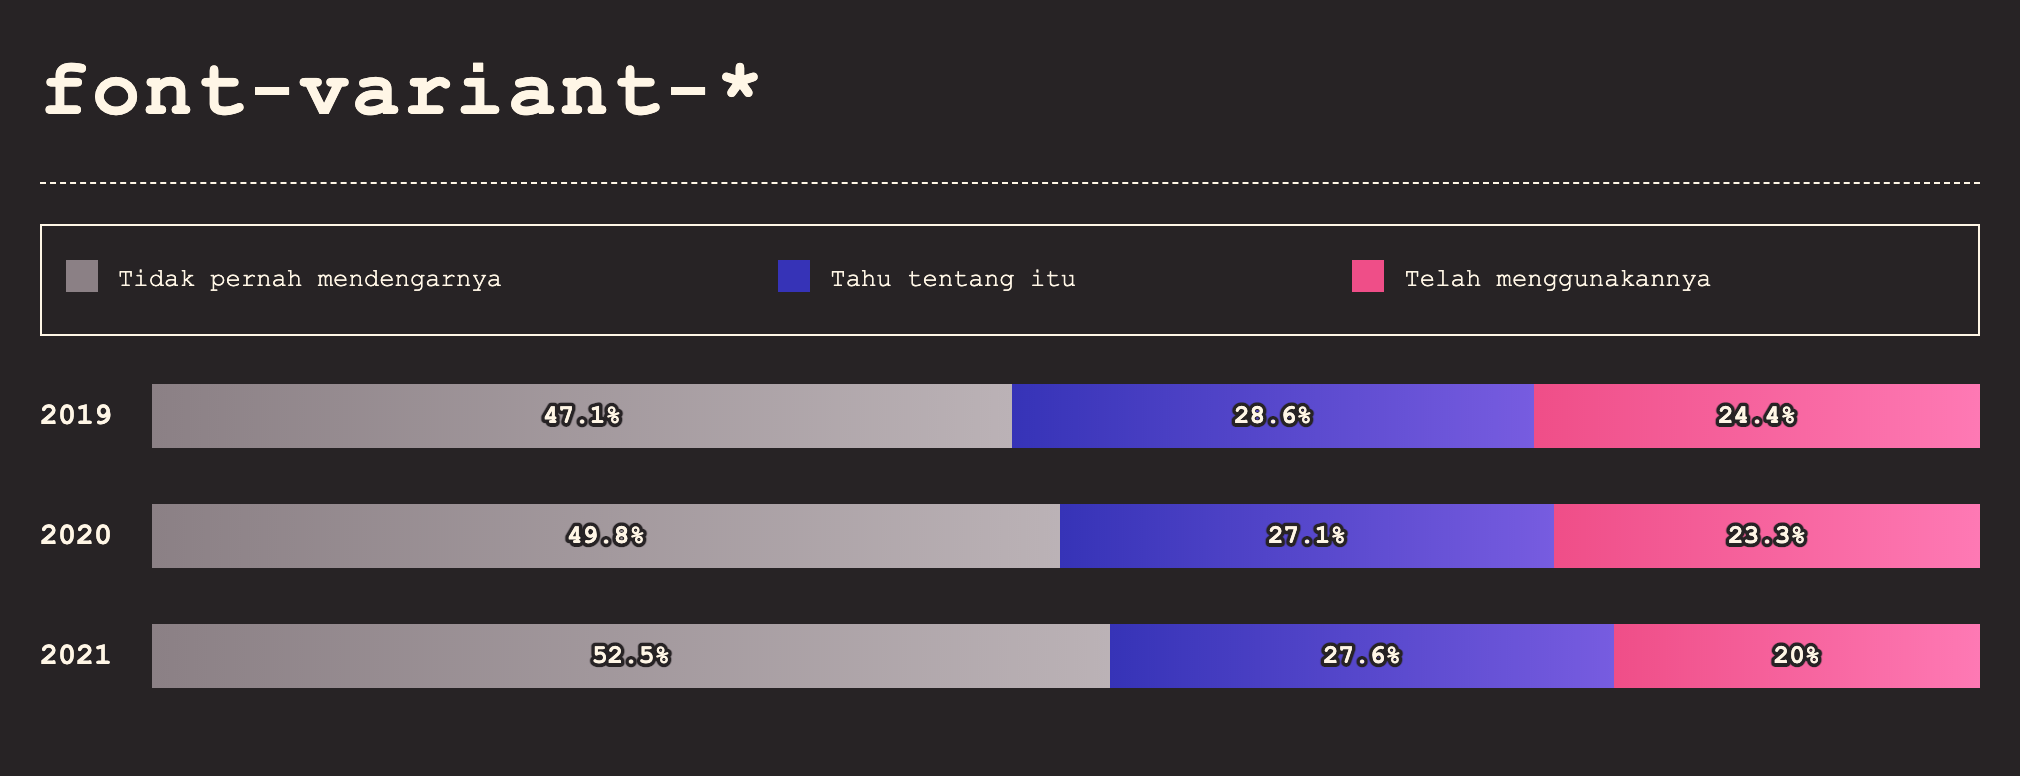 font-variant-*
Tidak pernah mendengarnya Tahu tentang itu Telah menggunakannya
2019 47.1% 28.6% 24.4%
2020 49.8% 27.1% 23.3%
2021 52.5% 27.6% 20%